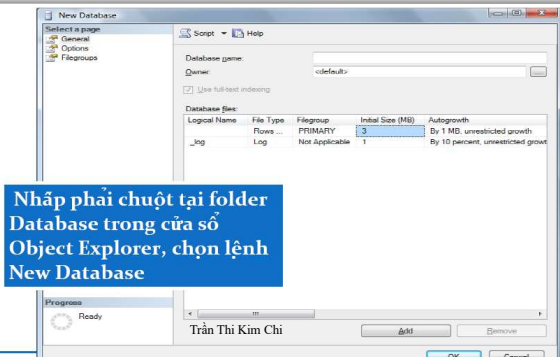 New Database
Select a page
General
Options
Filegroups
Script
Help
Database name:
Owner:
<default>
...
Use full-text indexing
Database files:
Logical Name File Type Filegroup Initial Size (MB) Autogrowth
Rows ... PRIMARY 3 By 1 MB, unrestricted growth
_log Log Not Applicable 1 By 10 percent, unrestricted growt
Nhấp phải chuột tại folder
Database trong cửa sổ
Object Explorer, chọn lệnh
New Database
Progress
Ready
Trần Thi Kim Chi
Add
Remove
OK
Cancel